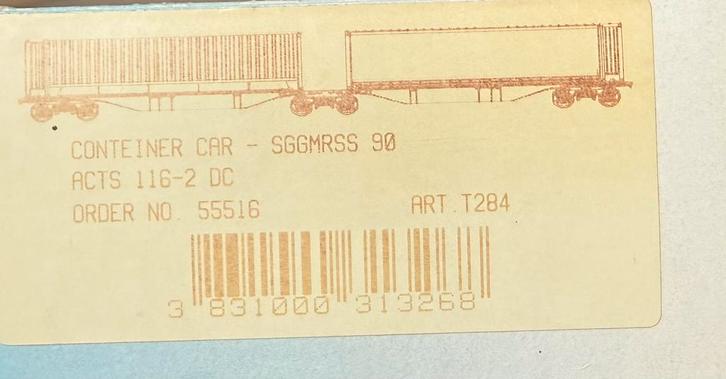 CONTEINER CAR - SGGMRSS 90
ACTS 116-2 DC
ORDER NO. 55516 ART.T284
3 831000 313268